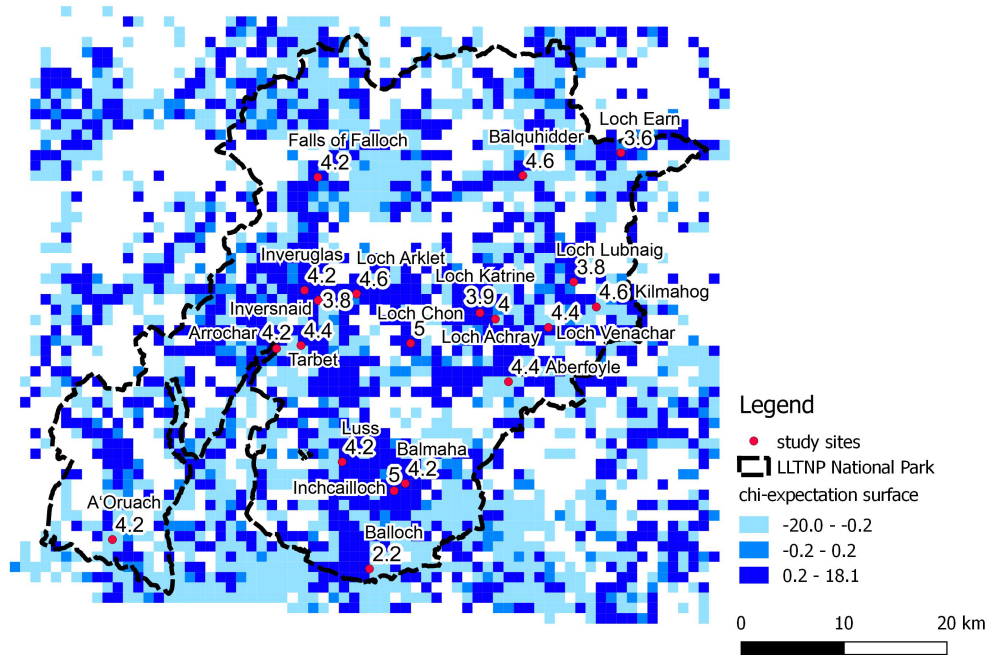 Loch Earn
3.6
Falls of Falloch
4.2
Balquhidder
4.6
Inveruglas
4.2
Loch Arklet
4.6
Loch Lubnaig
3.8
Loch Katrine
3.9
4
4.6 Kilmahog
Inversnaid
3.8
Loch Chon
5
4.4
Arrochar 4.2
4.4
Loch Achray
Loch Venachar
Tarbet
4.4 Aberfoyle
Luss
4.2
Balmaha
5
4.2
Inchcailloch
A'Oruach
4.2
Balloch
2.2
Legend
study sites
LLTNP National Park
chi-expectation surface
-20.0 - -0.2
-0.2 - 0.2
0.2 - 18.1
0 10 20 km